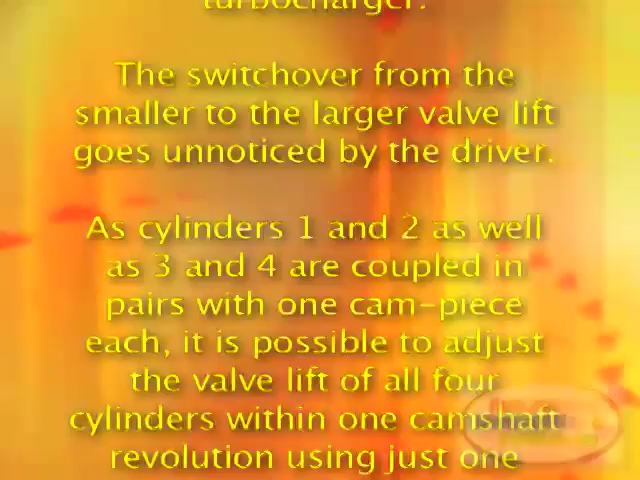 turbocharger.
The switchover from the
smaller to the larger valve lift
goes unnoticed by the driver.
As cylinders 1 and 2 as well
as 3 and 4 are coupled in
pairs with one cam-piece
each, it is possible to adjust
the valve lift of all four
cylinders within one camshaft
revolution using just one